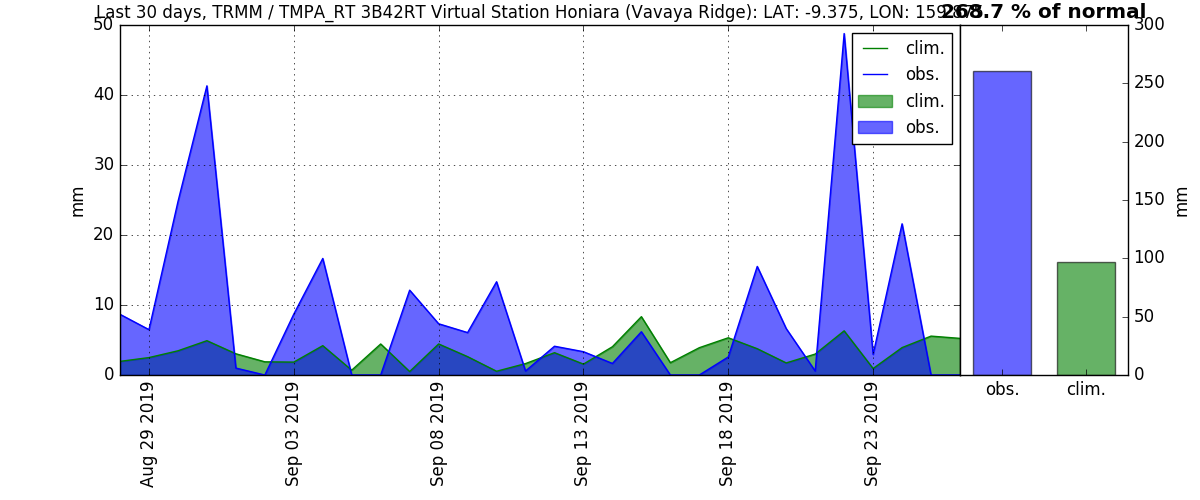 Last 30 days, TRMM / TMPA_RT 3B42RT Virtual Station Honiara (Vavaya Ridge): LAT: -9.375, LON:
268.7 % of normal
50
40
30
20
10
0
mm
clim.
obs.
clim.
obs.
Aug 29 2019
Sep 03 2019
Sep 08 2019
Sep 13 2019
Sep 18 2019
Sep 23 2019
300
250
200
150
100
50
0
mm
obs.
clim.